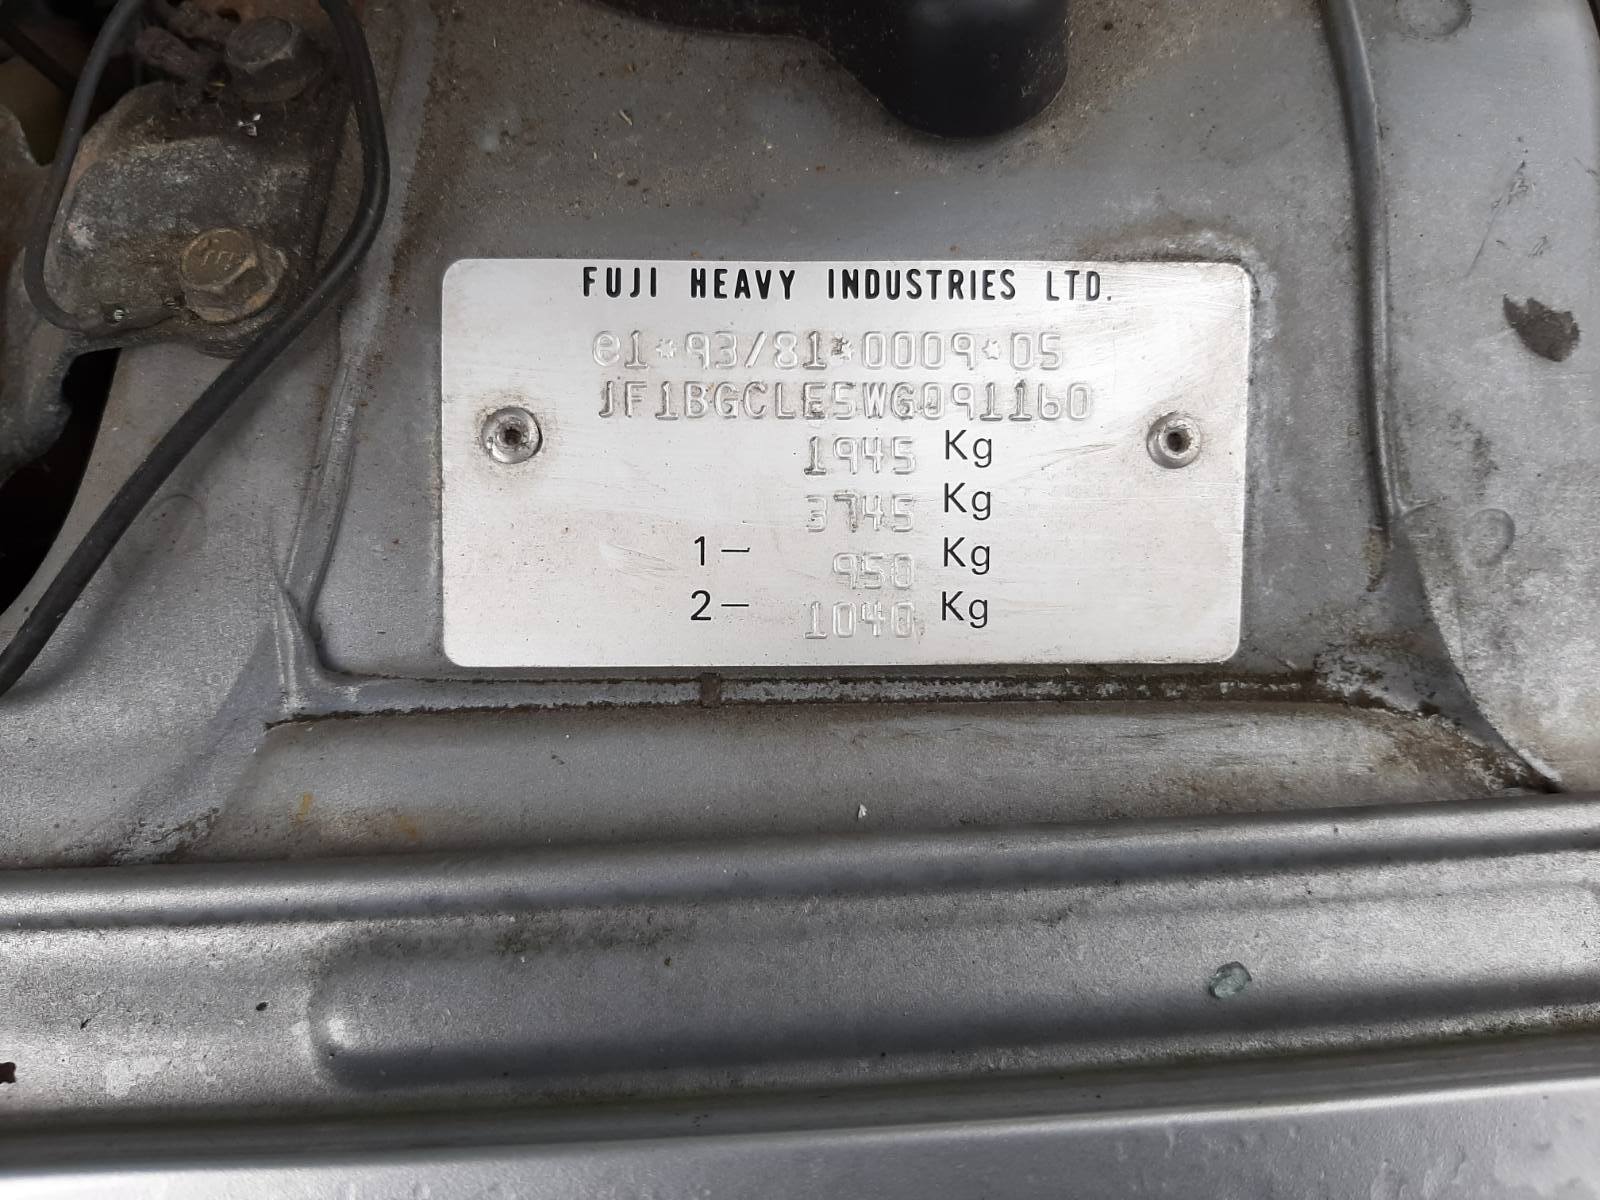 FUJI HEAVY INDUSTRIES LTD.
e1*93/81*0009*05
JF1BGCLE5WG091160
1945 Kg
3745 Kg
1- 950 Kg
2- 1040 Kg